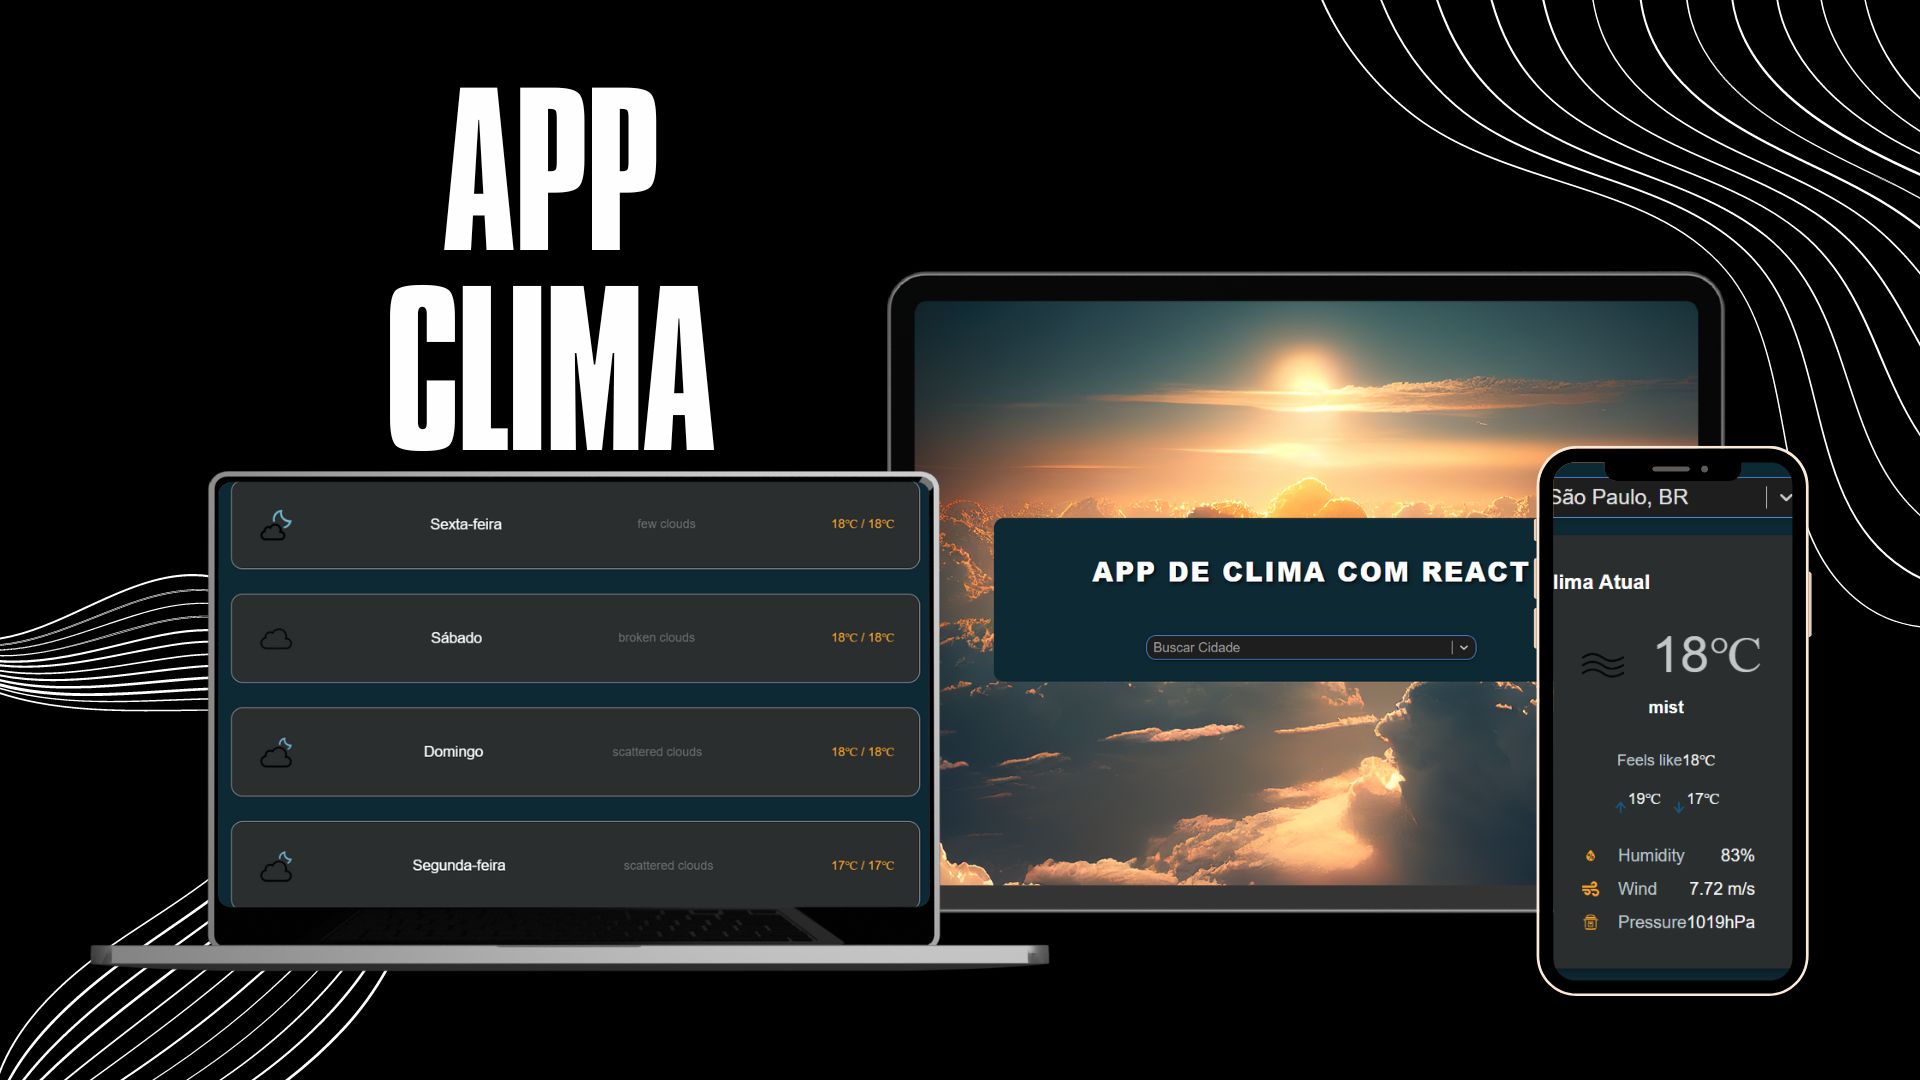 APP
CLIMA
Sexta-feira few clouds 18°C / 18°C
Sábado broken clouds 18°C / 18°C
Domingo scattered clouds 18°C / 18°C
Segunda-feira scattered clouds 17°C / 17°C
APP DE CLIMA COM REACT
Buscar Cidade
São Paulo, BR
lima Atual
18°C
mist
Feels like18°C
19°C 17°C
Humidity 83%
Wind 7.72 m/s
Pressure1019hPa